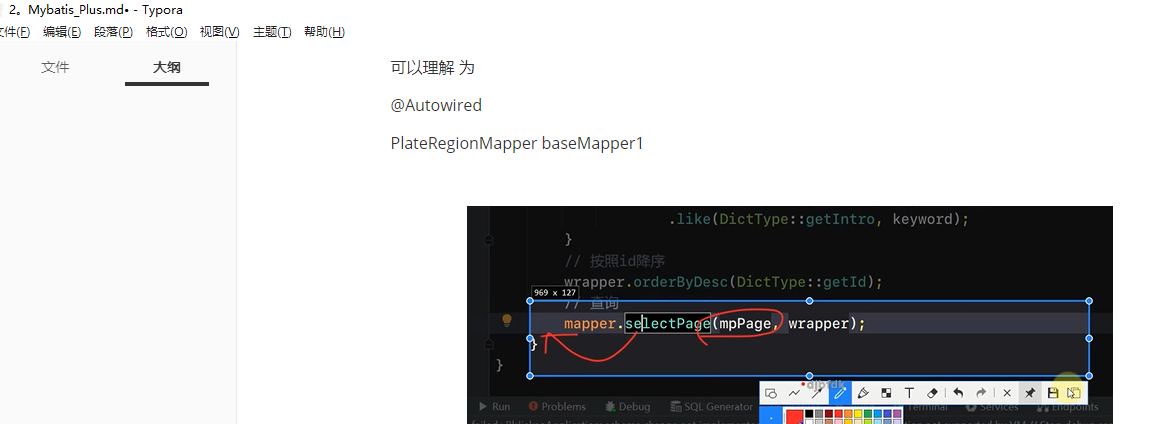 2。Mybatis_Plus.md• - Typora
文件(F) 编辑(E) 段落(P) 格式(O) 视图(V) 主题(T) 帮助(H)
文件 大纲
可以理解 为
@Autowired
PlateRegionMapper baseMapper1
.like(DictType::getIntro, keyword);
}
// 按照id降序
wrapper.orderByDesc(DictType::getId);
969 x 127
// 查询
mapper.selectPage(mpPage, wrapper);
}
}
T
Run Problems Debug SQL Generator Terminal Services Endpoints